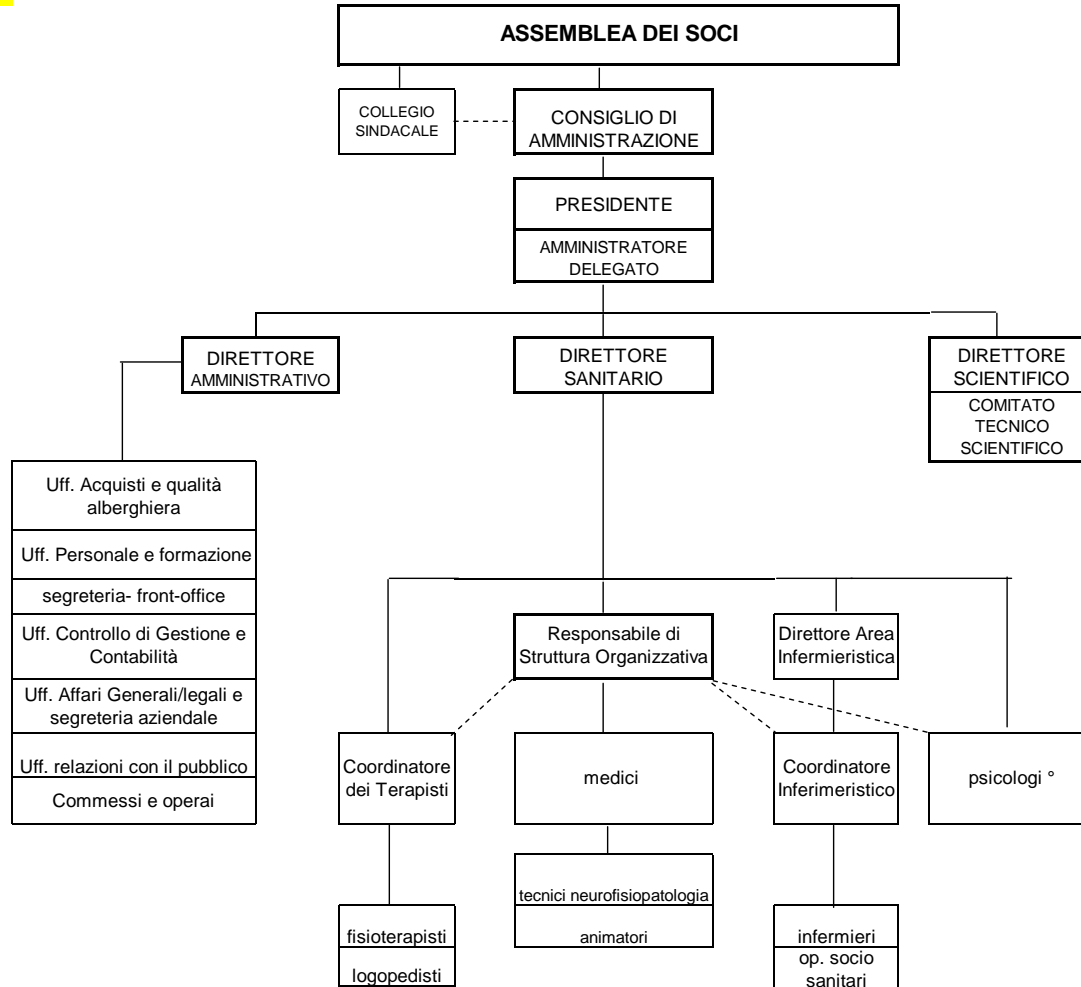 ASSEMBLEA DEI SOCI
COLLEGIO
SINDACALE
CONSIGLIO DI
AMMINISTRAZIONE
PRESIDENTE
AMMINISTRATORE
DELEGATO
DIRETTORE
AMMINISTRATIVO
DIRETTORE
SANITARIO
DIRETTORE
SCIENTIFICO
COMITATO
TECNICO
SCIENTIFICO
Uff. Acquisti e qualità
alberghiera
Uff. Personale e formazione
segreteria- front-office
Uff. Controllo di Gestione e
Contabilità
Uff. Affari Generali/legali e
segreteria aziendale
Uff. relazioni con il pubblico
Commessi e operai
Responsabile di
Struttura Organizzativa
Direttore Area
Infermieristica
Coordinatore
dei Terapisti
medici
Coordinatore
Inferimeristico
psicologi °
tecnici neurofisiopatologia
animatori
fisioterapisti
logopedisti
infermieri
op. socio
sanitari